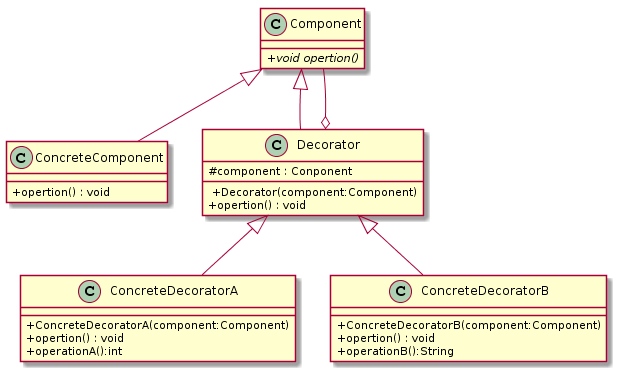 C Component
+void opertion()
C ConcreteComponent
+opertion() : void
C Decorator
#component : Conponent
+Decorator(component:Component)
+opertion() : void
C ConcreteDecoratorA
+ConcreteDecoratorA(component:Component)
+opertion() : void
+operationA():int
C ConcreteDecoratorB
+ConcreteDecoratorB(component:Component)
+opertion() : void
+operationB():String